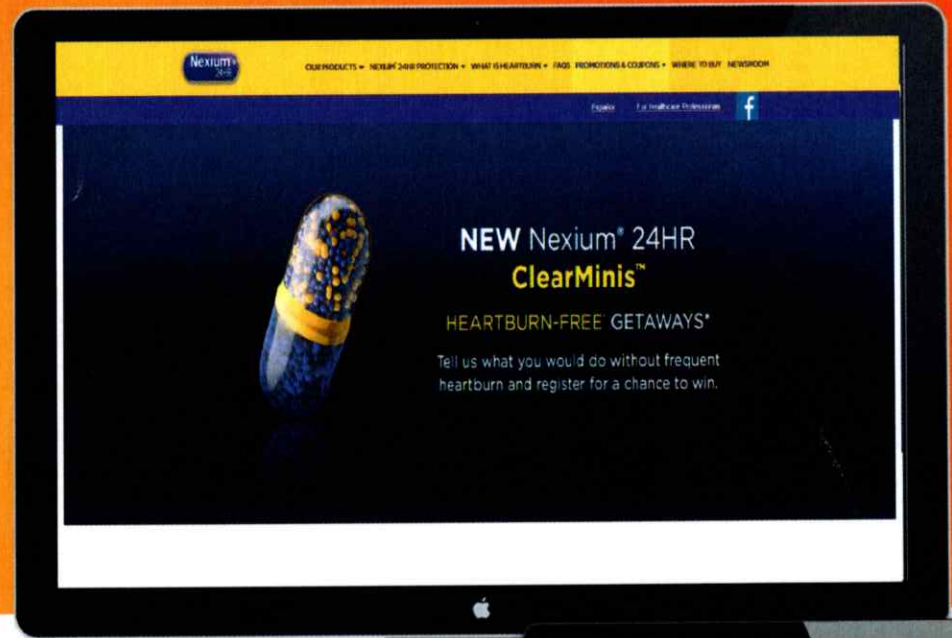 Nexium®
24HR
OUR PRODUCTS NEXIUM® 24HR PROTECTION WHAT IS HEARTBURN FAQS PROMOTIONS & COUPONS WHERE TO BUY NEWSROOM
Español For Healthcare Professionals f
NEW Nexium® 24HR
ClearMinis™
HEARTBURN-FREE GETAWAYS*
Tell us what you would do without frequent
heartburn and register for a chance to win.